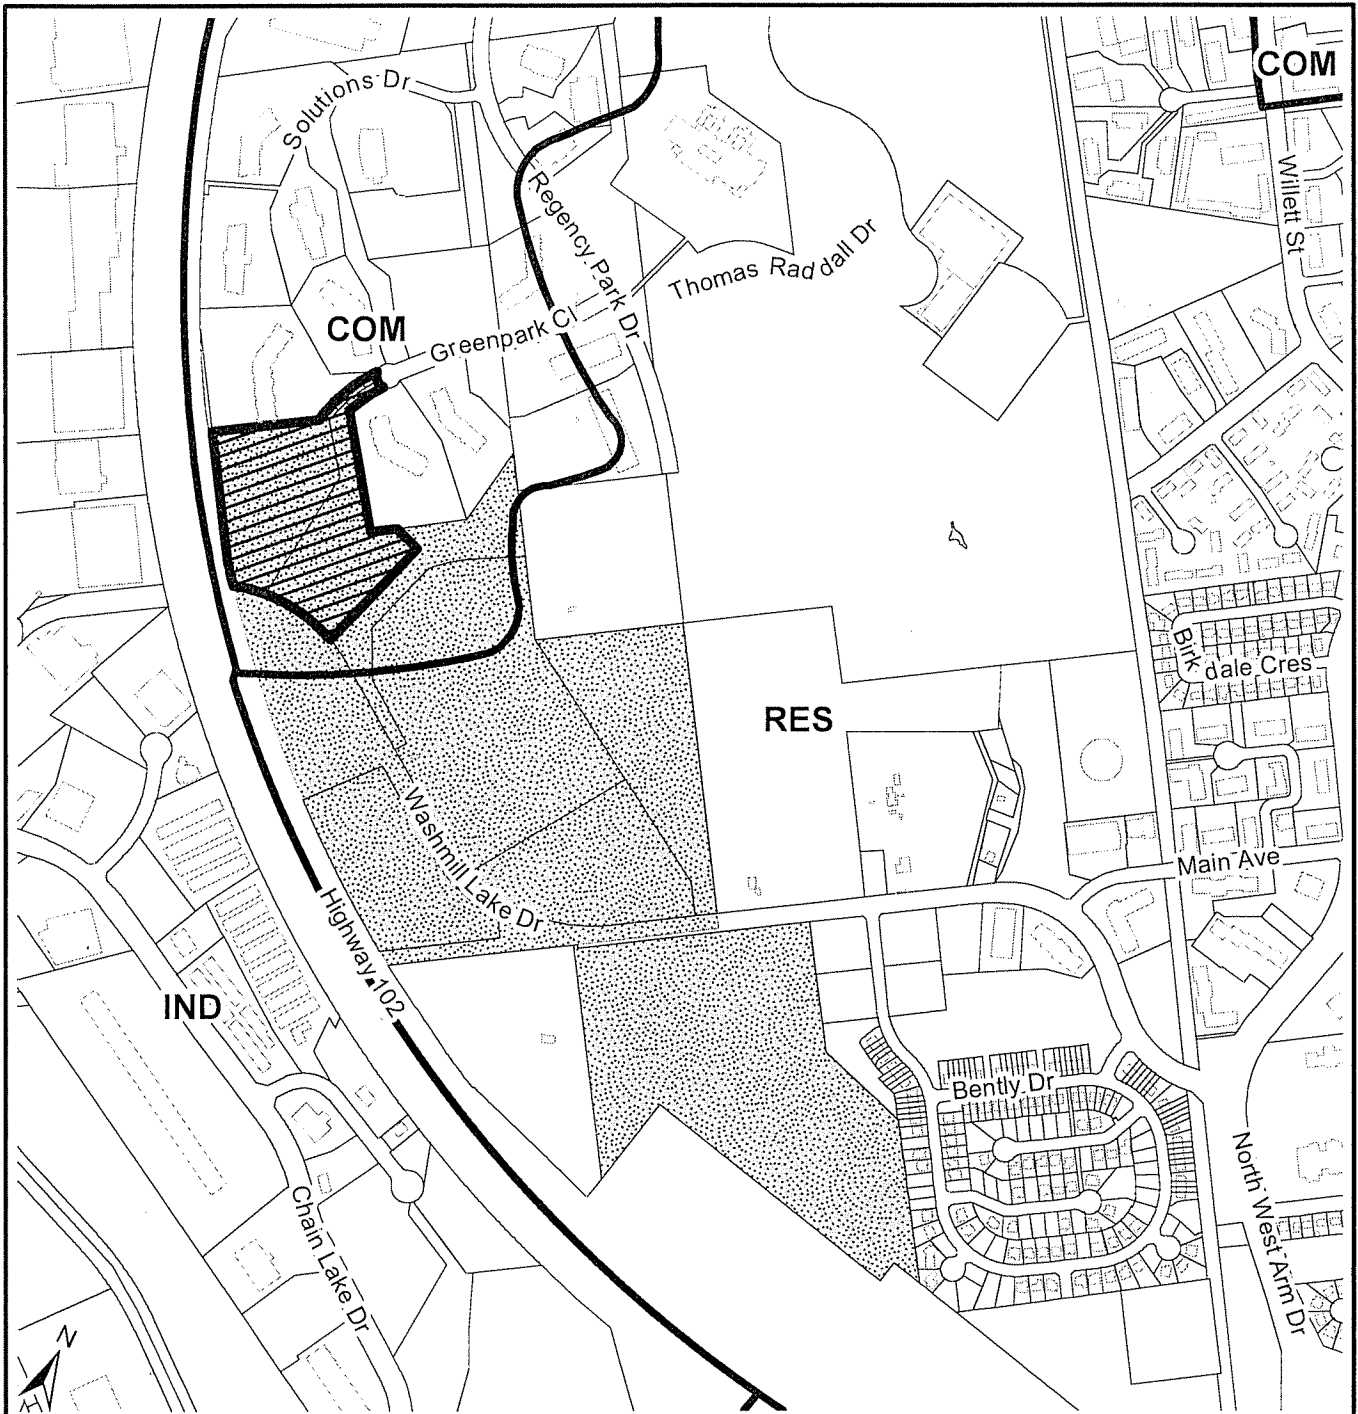 COM
Solutions Dr
Willett St
Regency Park Dr
Thomas Raddall Dr
COM
Greenpark Cl
Birkdale Cres
RES
Washmill Lake Dr
Main Ave
Highway 102
IND
Bently Dr
North West Arm Dr
Chain Lake Dr
N